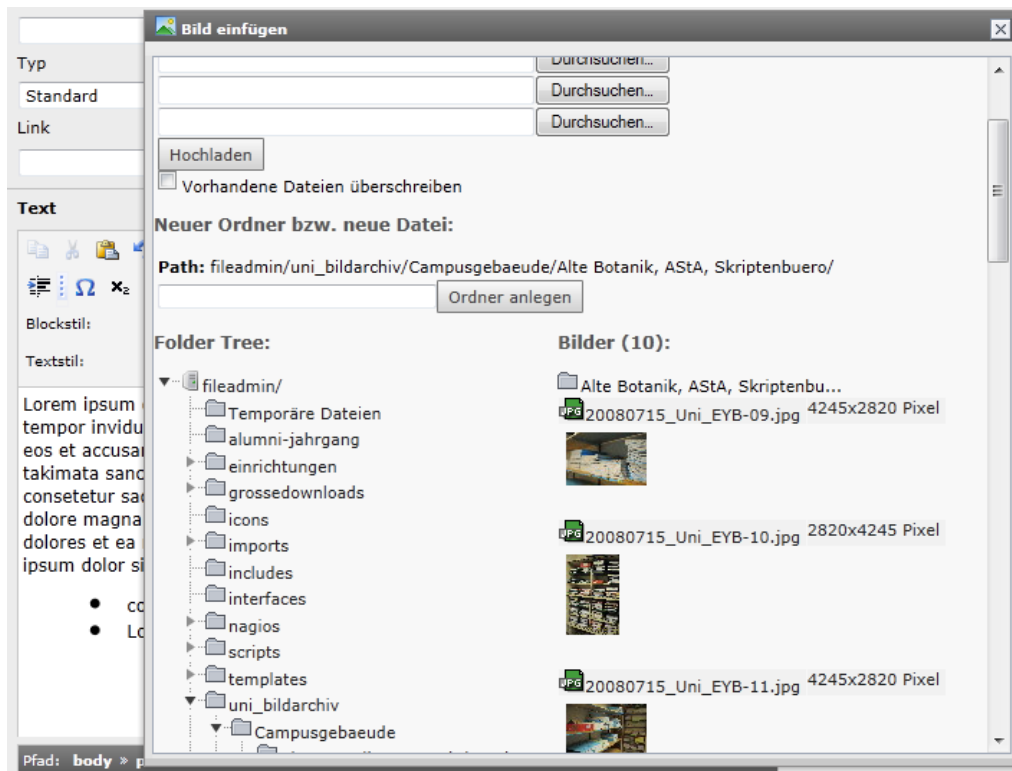 Bild einfügen
Typ
Standard
Link
Text
Blockstil:
Textstil:
Lorem ipsum
tempor invidu
eos et accusa
takimata sanc
consetetur sa
dolore magna
dolores et ea
ipsum dolor si
co
Lo
Pfad: body » p
Durchsuchen...
Durchsuchen...
Durchsuchen...
Hochladen
Vorhandene Dateien überschreiben
Neuer Ordner bzw. neue Datei:
Path: fileadmin/uni_bildarchiv/Campusgebaeude/Alte Botanik, AStA, Skriptenbuero/
Ordner anlegen
Folder Tree:
fileadmin/
Temporäre Dateien
alumni-jahrgang
einrichtungen
grossedownloads
icons
imports
includes
interfaces
nagios
scripts
templates
uni_bildarchiv
Campusgebaeude
Bilder (10):
Alte Botanik, AStA, Skriptenbu...
20080715_Uni_EYB-09.jpg 4245x2820 Pixel
20080715_Uni_EYB-10.jpg 2820x4245 Pixel
20080715_Uni_EYB-11.jpg 4245x2820 Pixel